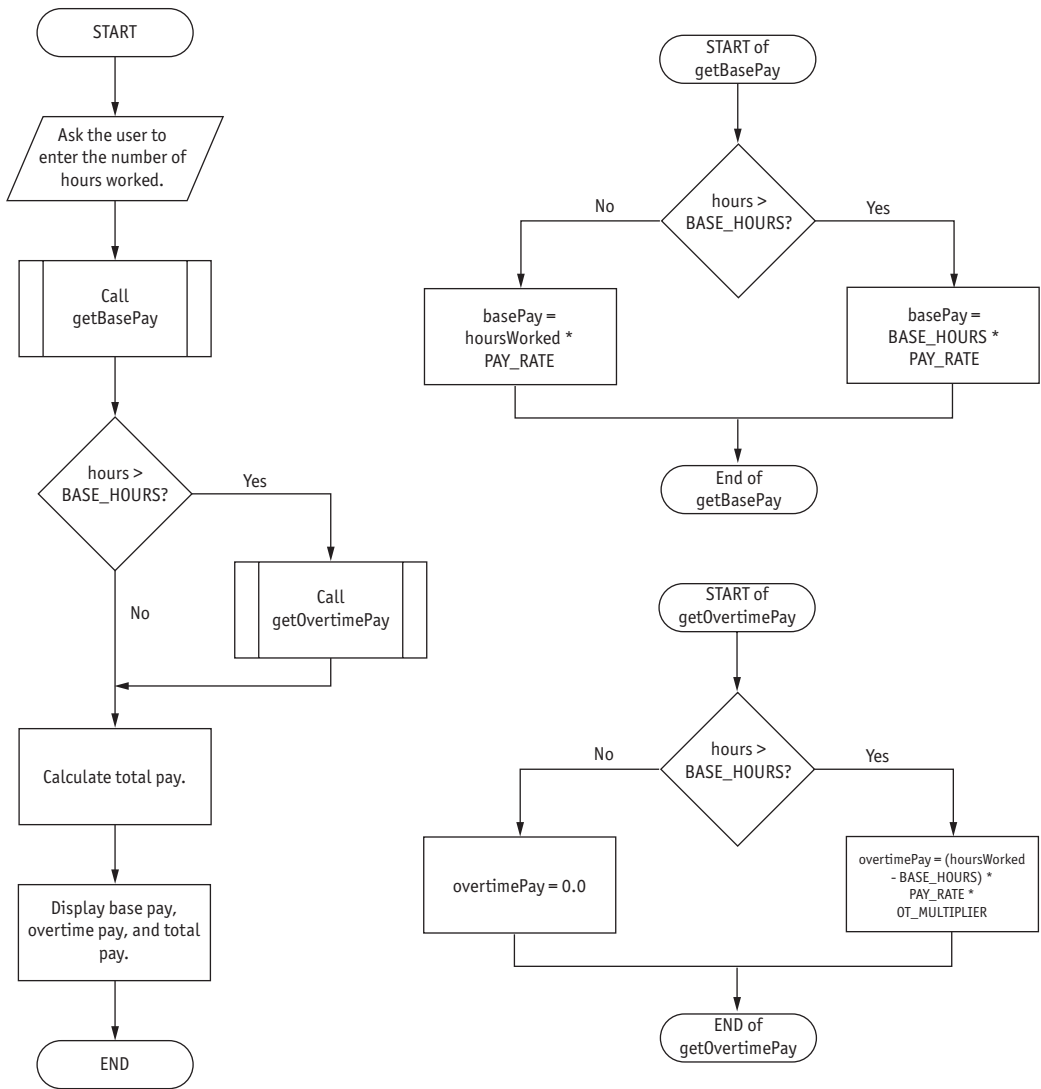 START
Ask the user to
enter the number of
hours worked.
Call
getBasePay
hours >
BASE_HOURS?
Yes
No
Call
getOvertimePay
Calculate total pay.
Display base pay,
overtime pay, and total
pay.
END
START of
getBasePay
hours >
BASE_HOURS?
No
Yes
basePay =
hoursWorked *
PAY_RATE
basePay =
BASE_HOURS *
PAY_RATE
End of
getBasePay
START of
getOvertimePay
hours >
BASE_HOURS?
No
Yes
overtimePay = 0.0
overtimePay = (hoursWorked
- BASE_HOURS) *
PAY_RATE *
OT_MULTIPLIER
END of
getOvertimePay